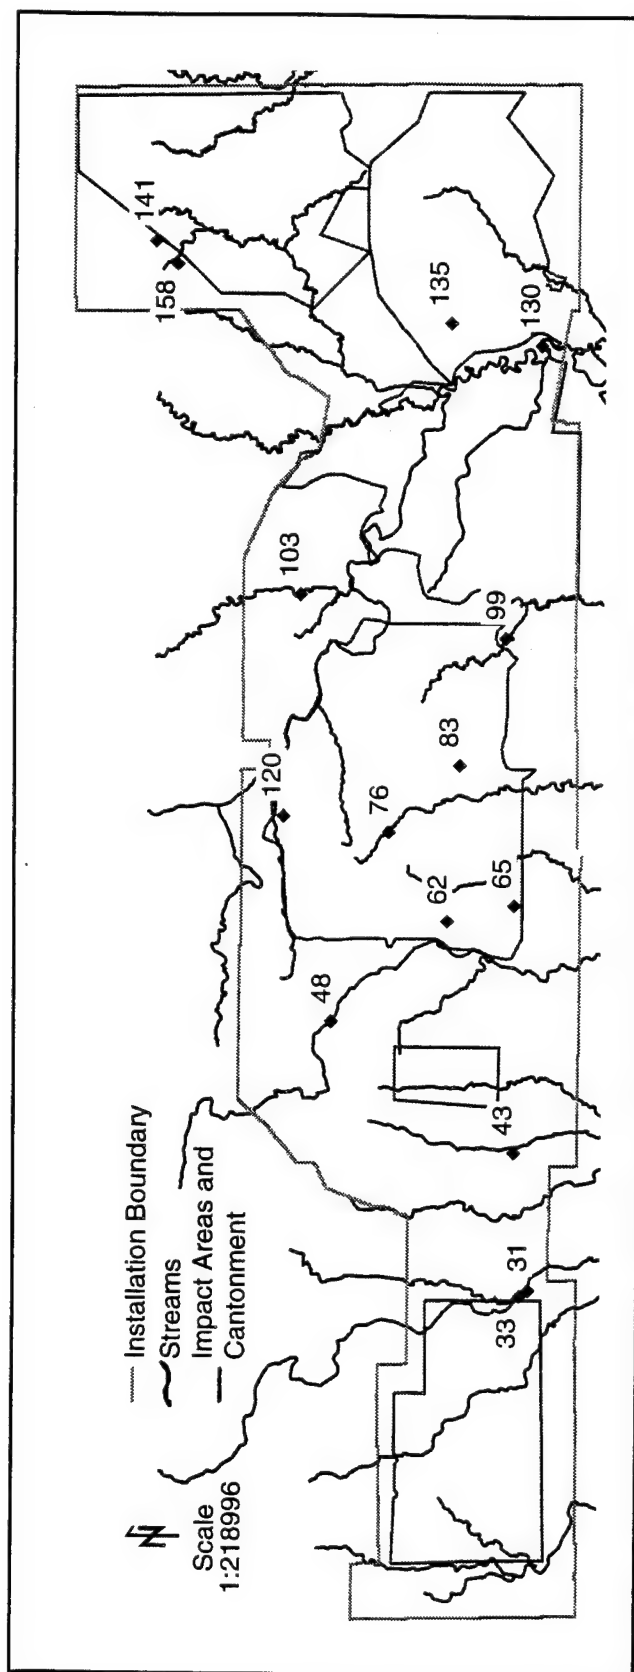 Installation Boundary
Streams
Impact Areas and
Cantonment
N
Scale
1:218996
141
158
135
130
103
99
120
83
76
62
65
48
43
31
33